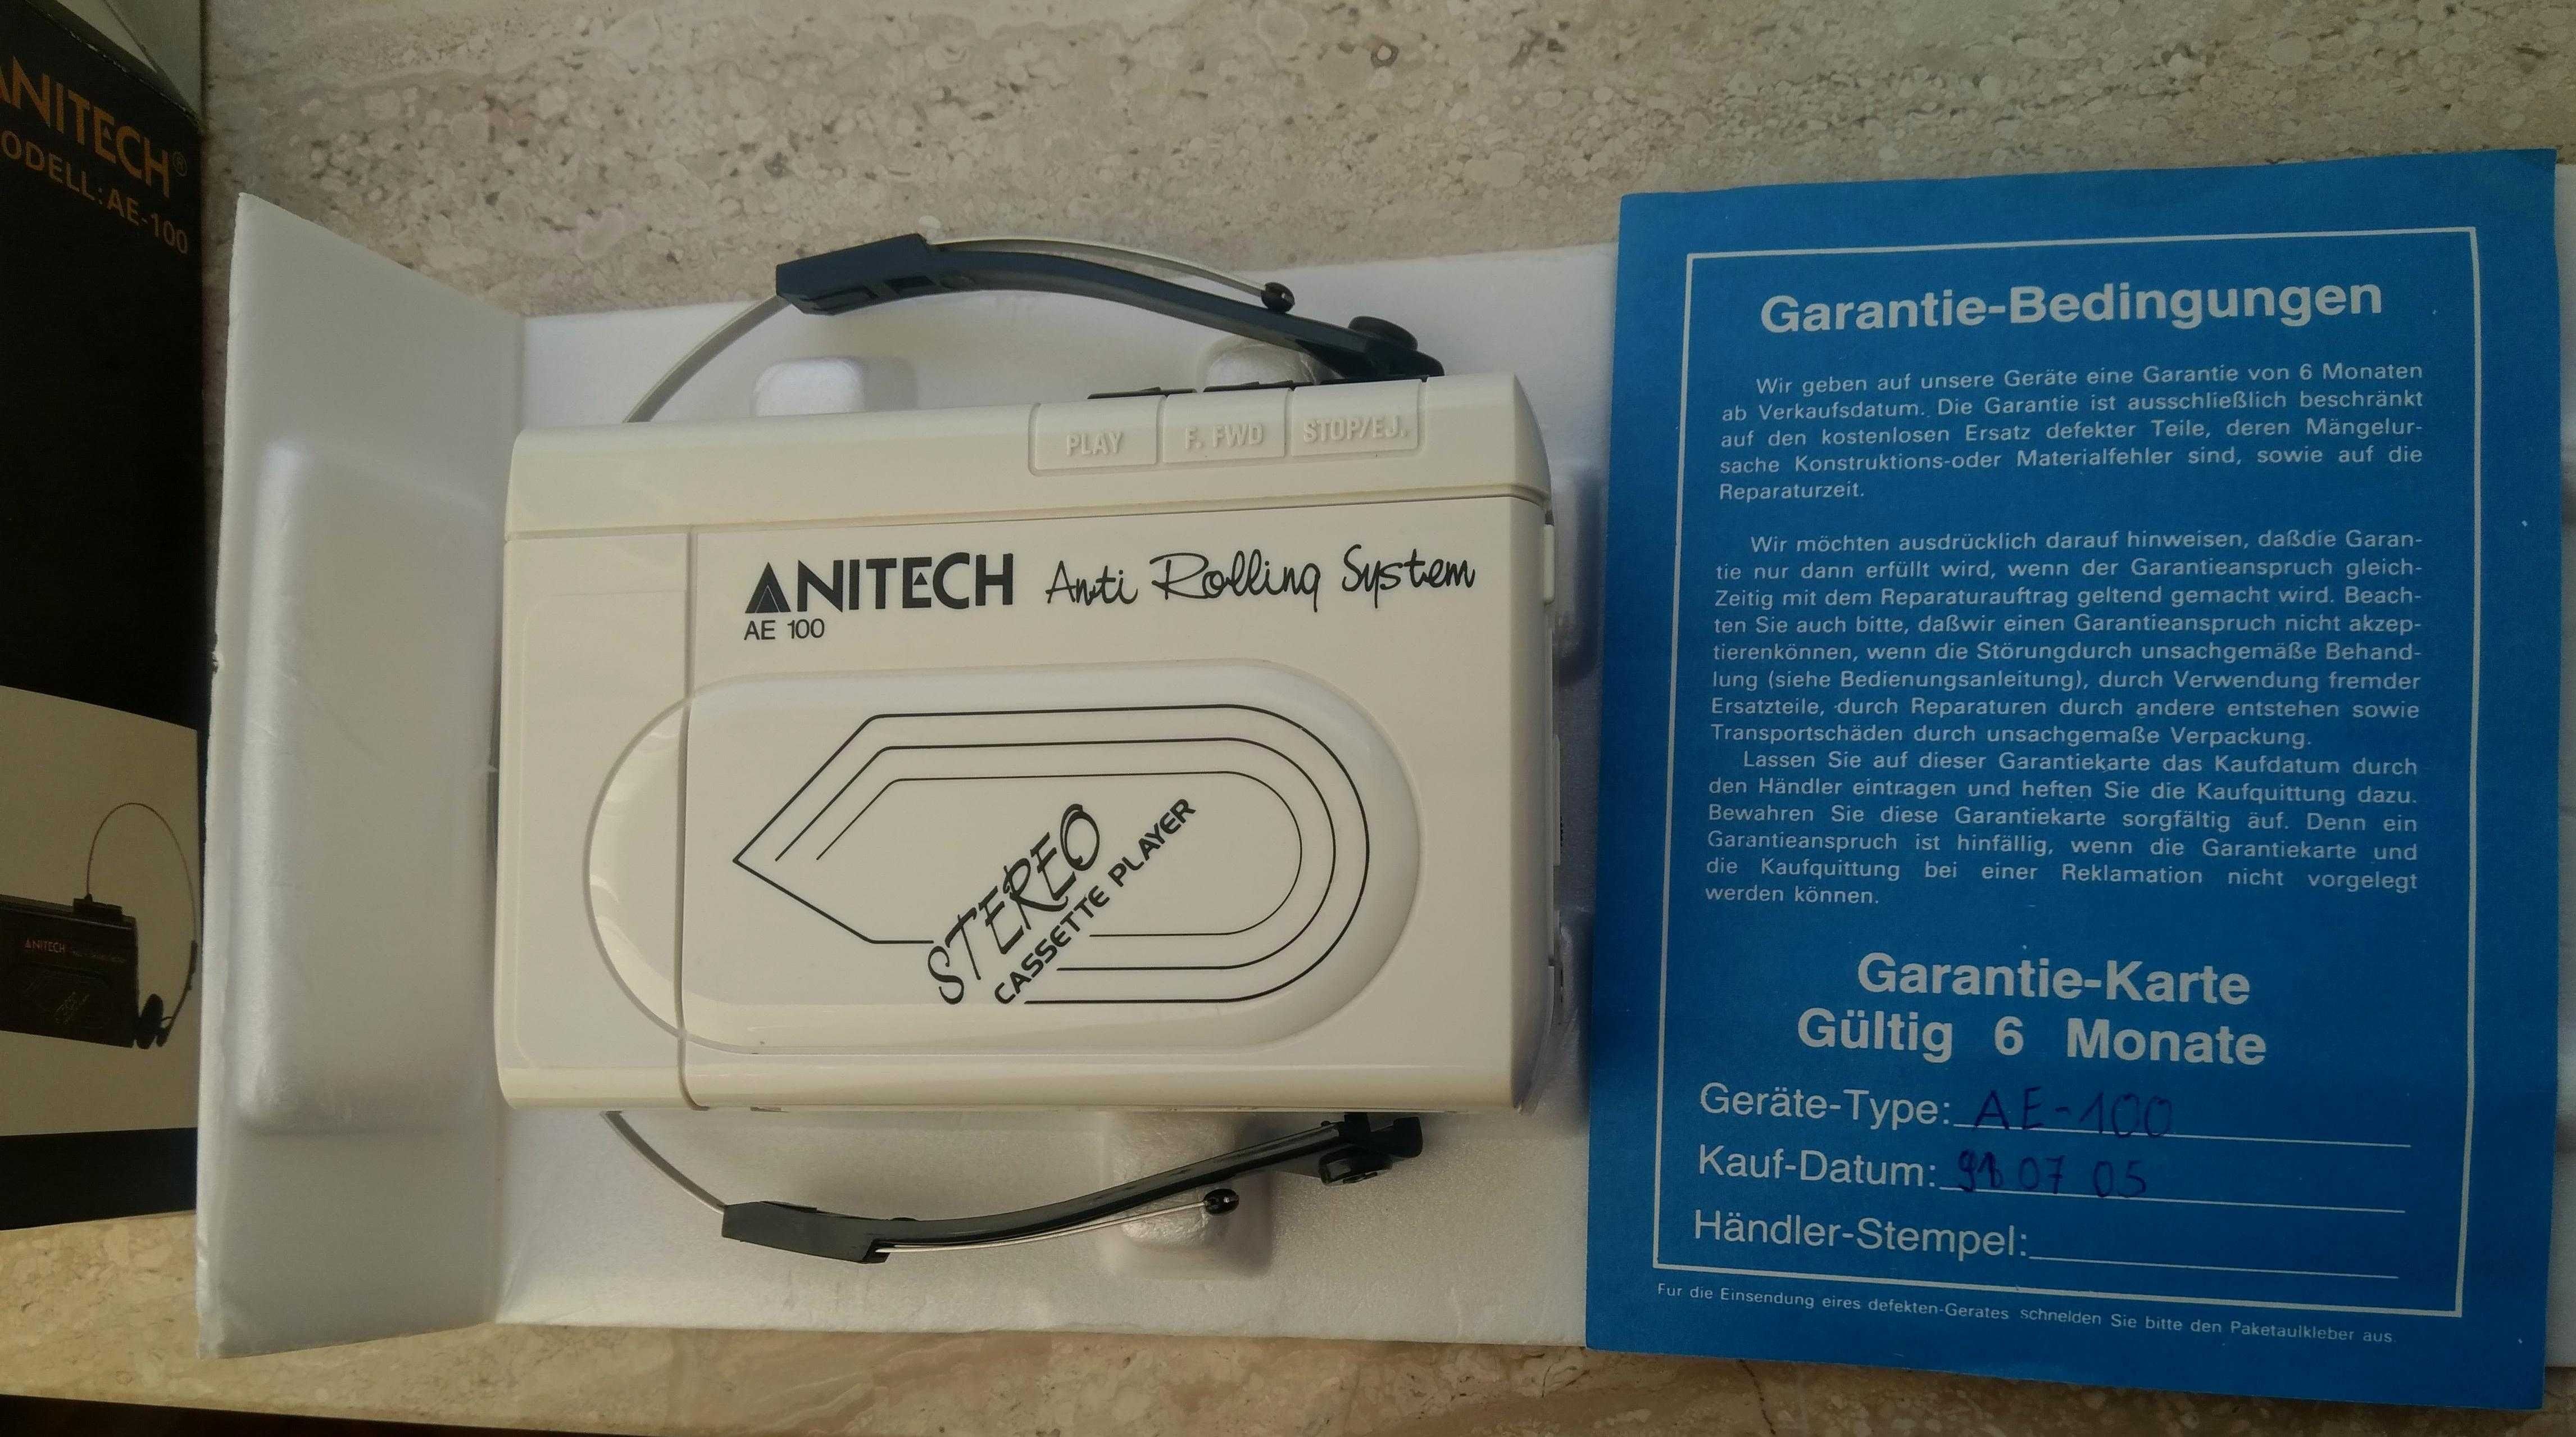 ANITECH®
MODELL:AE-100
ANITECH
PLAY
F. FWD
STOP/EJ.
ANITECH Anti Rolling System
AE 100
STEREO
CASSETTE PLAYER
Garantie-Bedingungen
Wir geben auf unsere Geräte eine Garantie von 6 Monaten
ab Verkaufsdatum. Die Garantie ist ausschließlich beschränkt
auf den kostenlosen Ersatz defekter Teile, deren Mängelur-
sache Konstruktions-oder Materialfehler sind, sowie auf die
Reparaturzeit.
Wir möchten ausdrücklich darauf hinweisen, daßdie Garan-
tie nur dann erfüllt wird, wenn der Garantieanspruch gleich-
Zeitig mit dem Reparaturauftrag geltend gemacht wird. Beach-
ten Sie auch bitte, daßwir einen Garantieanspruch nicht akzep-
tierenkönnen, wenn die Störungdurch unsachgemäße Behand-
lung (siehe Bedienungsanleitung), durch Verwendung fremder
Ersatzteile, durch Reparaturen durch andere entstehen sowie
Transportschäden durch unsachgemaße Verpackung.
Lassen Sie auf dieser Garantiekarte das Kaufdatum durch
den Händler eintragen und heften Sie die Kaufquittung dazu.
Bewahren Sie diese Garantiekarte sorgfältig äuf. Denn ein
Garantieanspruch ist hinfällig, wenn die Garantiekarte und
die Kaufquittung bei einer Reklamation nicht vorgelegt
werden können.
Garantie-Karte
Gültig 6 Monate
Geräte-Type: AE-100
Kauf-Datum: 91 07 05
Händler-Stempel:
Fur die Einsendung eires defekten-Gerates schnelden Sie bitte den Paketaulkleber aus.